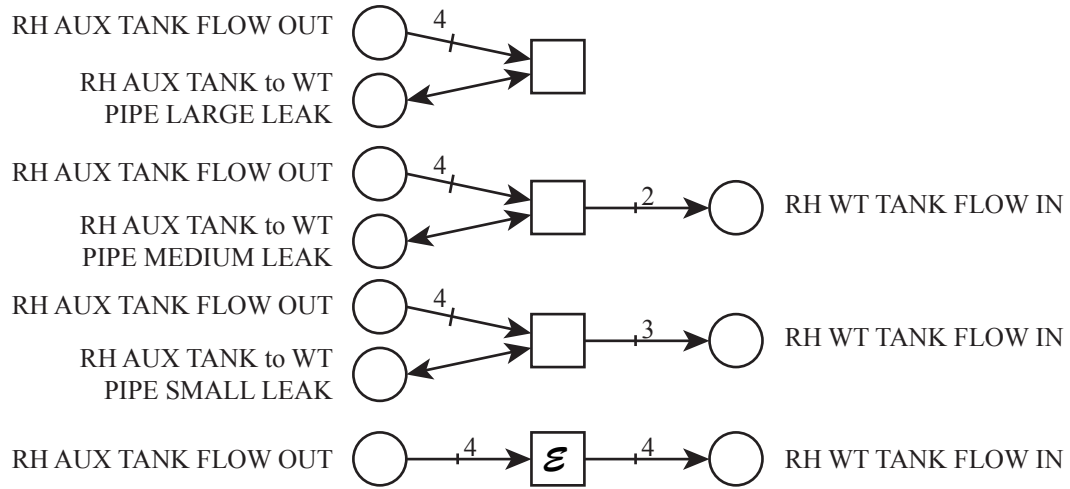 RH AUX TANK FLOW OUT
4
RH AUX TANK to WT
PIPE LARGE LEAK
RH AUX TANK FLOW OUT
4
2
RH WT TANK FLOW IN
RH AUX TANK to WT
PIPE MEDIUM LEAK
RH AUX TANK FLOW OUT
4
3
RH WT TANK FLOW IN
RH AUX TANK to WT
PIPE SMALL LEAK
RH AUX TANK FLOW OUT
4
ℰ
4
RH WT TANK FLOW IN